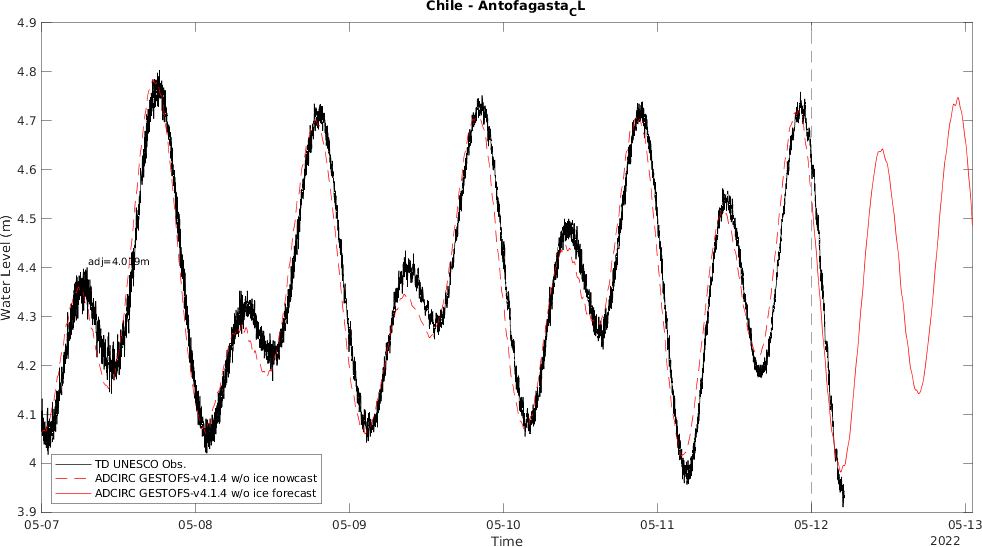 Chile - Antofagasta_CL
4.9
4.8
4.7
4.6
4.5
4.4
4.3
4.2
4.1
4
3.9
Water Level (m)
adj=4.019m
TD UNESCO Obs.
ADCIRC GESTOFS-v4.1.4 w/o ice nowcast
ADCIRC GESTOFS-v4.1.4 w/o ice forecast
05-07 05-08 05-09 05-10 05-11 05-12 05-13
Time 2022